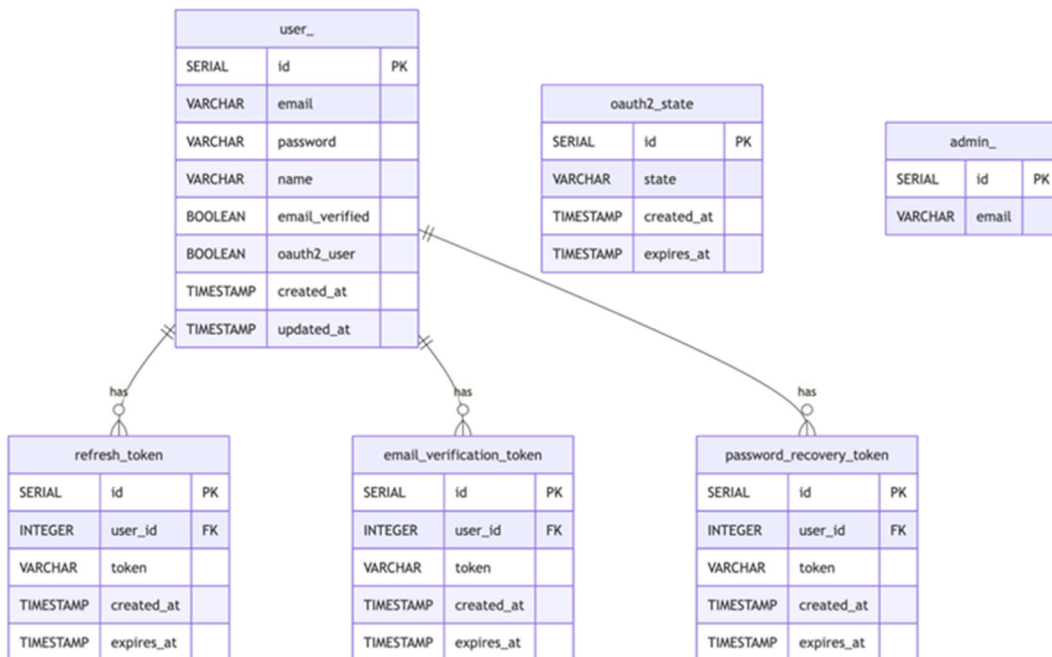 user_
SERIAL id PK
VARCHAR email
VARCHAR password
VARCHAR name
BOOLEAN email_verified
BOOLEAN oauth2_user
TIMESTAMP created_at
TIMESTAMP updated_at
oauth2_state
SERIAL id PK
VARCHAR state
TIMESTAMP created_at
TIMESTAMP expires_at
admin_
SERIAL id PK
VARCHAR email
has
has
has
refresh_token
SERIAL id PK
INTEGER user_id FK
VARCHAR token
TIMESTAMP created_at
TIMESTAMP expires_at
email_verification_token
SERIAL id PK
INTEGER user_id FK
VARCHAR token
TIMESTAMP created_at
TIMESTAMP expires_at
password_recovery_token
SERIAL id PK
INTEGER user_id FK
VARCHAR token
TIMESTAMP created_at
TIMESTAMP expires_at